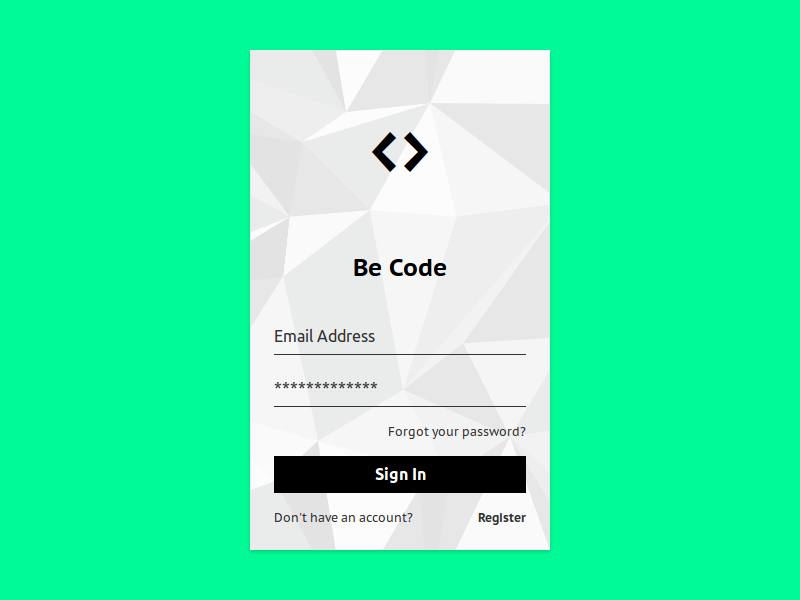 <>
Be Code
Email Address
*************
Forgot your password?
Sign In
Don't have an account?
Register